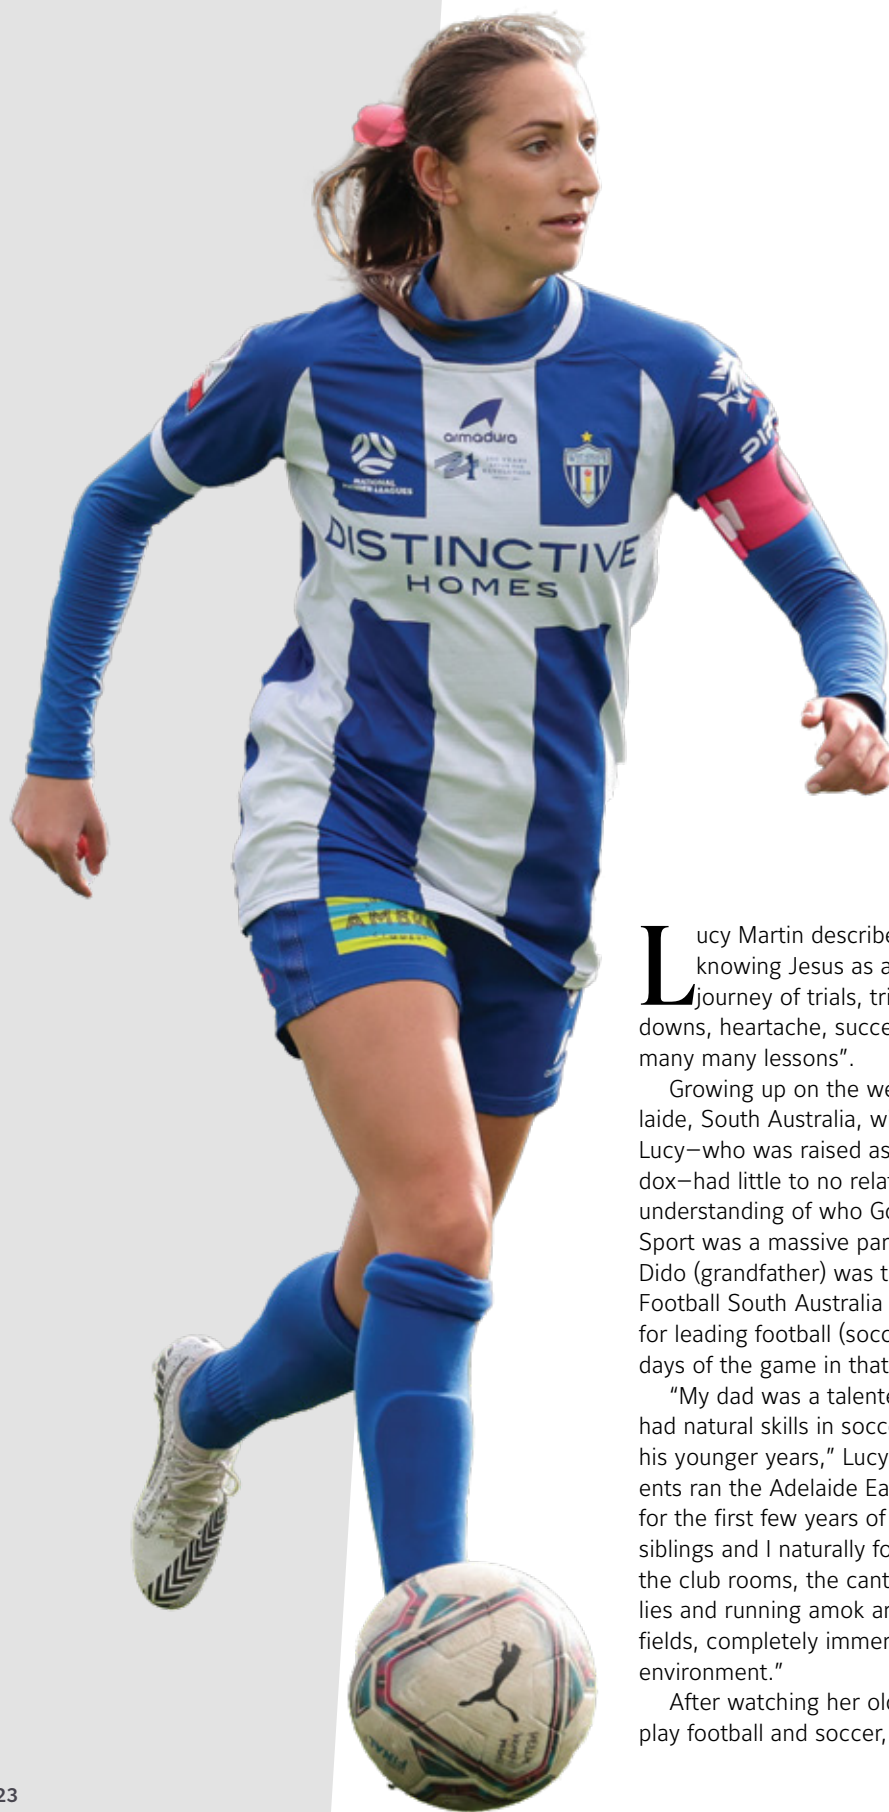 NATIONAL
PREMIER LEAGUES
armadura
21
DISTINCTIVE
HOMES
Lucy Martin describe
knowing Jesus as a
journey of trials, tri
downs, heartache, succe
many many lessons”.
Growing up on the we
laide, South Australia, w
Lucy—who was raised as
dox—had little to no relat
understanding of who Go
Sport was a massive par
Dido (grandfather) was t
Football South Australia
for leading football (socc
days of the game in that
“My dad was a talente
had natural skills in socce
his younger years,” Lucy
ents ran the Adelaide Ea
for the first few years of
siblings and I naturally fo
the club rooms, the cant
lies and running amok ar
fields, completely immer
environment.”
After watching her old
play football and soccer,
FINAL
23